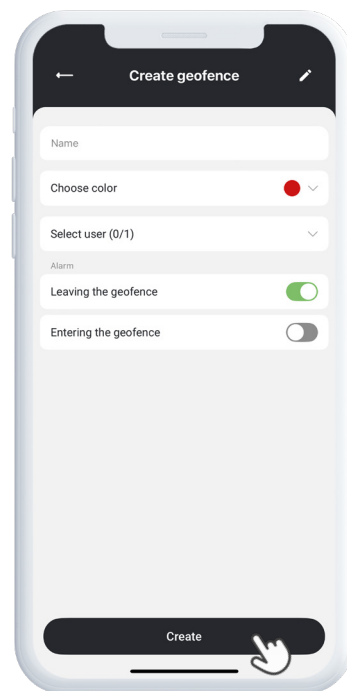 Create geofence
Name
Choose color
Select user (0/1)
Alarm
Leaving the geofence
Entering the geofence
Create